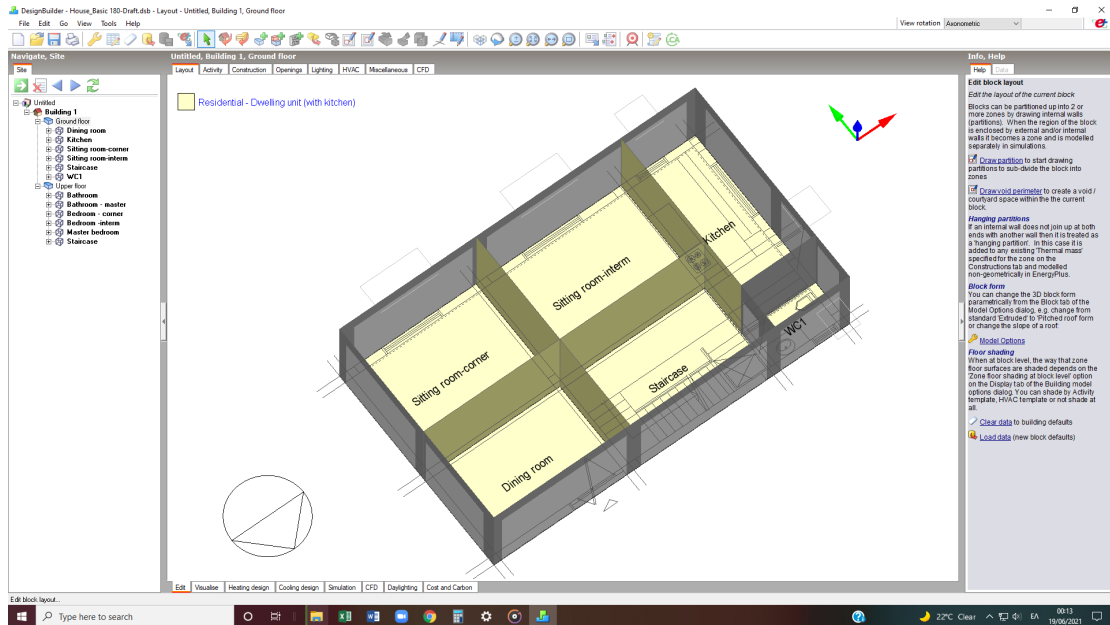 DesignBuilder - House_Basic 180-Draft.dsb - Layout - Untitled, Building 1, Ground floor
File Edit Go View Tools Help
View rotation Axonometric
Navigate, Site
Site
Untitled
Building 1
Ground floor
Dining room
Kitchen
Sitting room-corner
Sitting room-interm
Staircase
WC1
Upper floor
Bathroom
Bathroom - master
Bedroom - corner
Bedroom -interm
Master bedroom
Staircase
Untitled, Building 1, Ground floor
Layout Activity Construction Openings Lighting HVAC Miscellaneous CFD
Residential - Dwelling unit (with kitchen)
Kitchen
Sitting room-interm
WC1
Sitting room-corner
Staircase
Dining room
Edit Visualise Heating design Cooling design Simulation CFD Daylighting Cost and Carbon
Info, Help
Help Data
Edit block layout
Edit the layout of the current block
Blocks can be partitioned up into 2 or
more zones by drawing internal walls
(partitions). When the region of the block
is enclosed by external and/or internal
walls it becomes a zone and is modelled
separately in simulations.
Draw partition to start drawing
partitions to sub-divide the block into
zones
Draw void perimeter to create a void /
courtyard space within the the current
block.
Hanging partitions
If an internal wall does not join up at both
ends with another wall then it is treated as
a 'hanging partition'. In this case it is
added to any existing 'Thermal mass'
specified for the zone on the
Constructions tab and modelled
non-geometrically in EnergyPlus.
Block form
You can change the 3D block form
parametrically from the Block tab of the
Model Options dialog, e.g. change from
standard 'Extruded' to 'Pitched roof' form
or change the slope of a roof.
Model Options
Floor shading
When at block level, the way that zone
floor surfaces are shaded depends on the
'Zone floor shading at block level' option
on the Display tab of the Building model
options dialog. You can shade by Activity
template, HVAC template or not shade at
all.
Clear data to building defaults
Load data (new block defaults)
Edit block layout...
Type here to search
22°C Clear
ΕΛ
00:13
19/06/2021